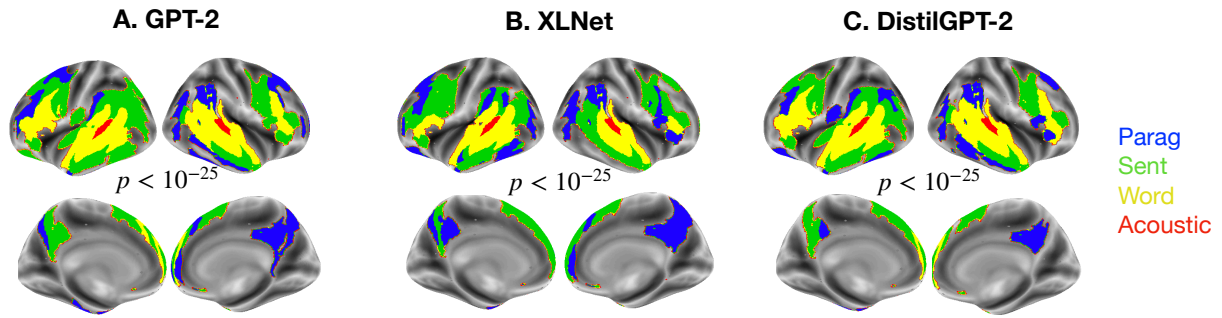 A. GPT-2
B. XLNet
C. DistilGPT-2
p < 10⁻²⁵
p < 10⁻²⁵
p < 10⁻²⁵
Parag
Sent
Word
Acoustic